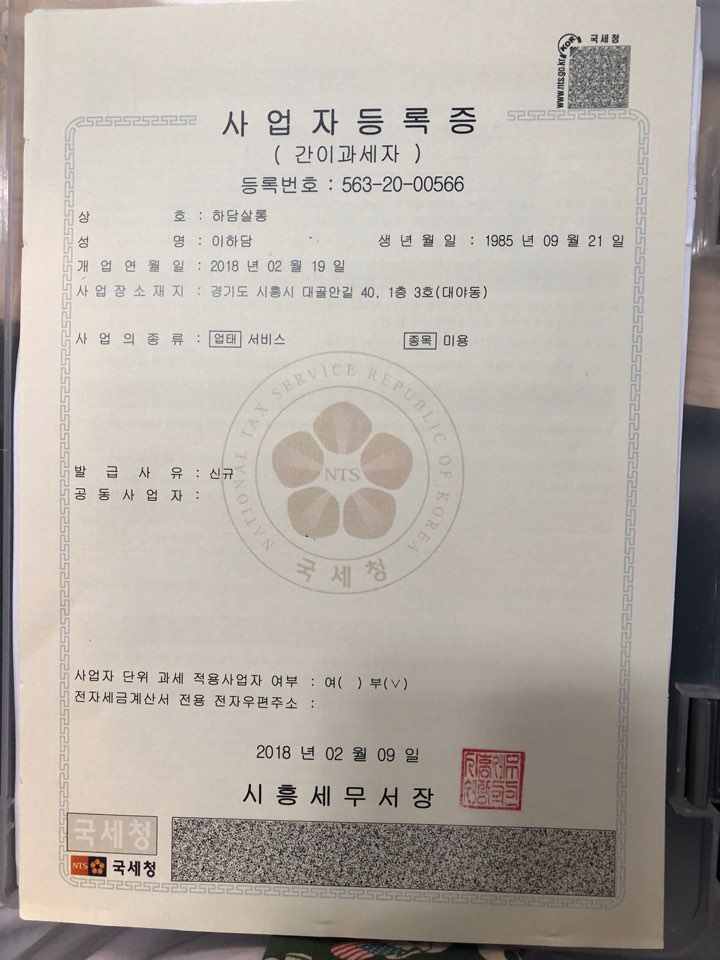 국세청
KOR
www.nts.go.kr
사업자등록증
( 간이과세자 )
등록번호 : 563-20-00566
상 호 : 하담살롱
성 명 : 이하담 생년월일 : 1985 년 09 월 21 일
개업연월일 : 2018 년 02 월 19 일
사업장소재지 : 경기도 시흥시 대골안길 40, 1층 3호(대야동)
사업의종류 : 업태 서비스 종목 미용
발급사유 : 신규
공동사업자 :
NATIONAL TAX SERVICE REPUBLIC OF KOREA
NTS
국세청
사업자 단위 과세 적용사업자 여부 : 여( ) 부(∨)
전자세금계산서 전용 전자우편주소 :
2018 년 02 월 09 일
시흥세무서장
국세청
NTS 국세청